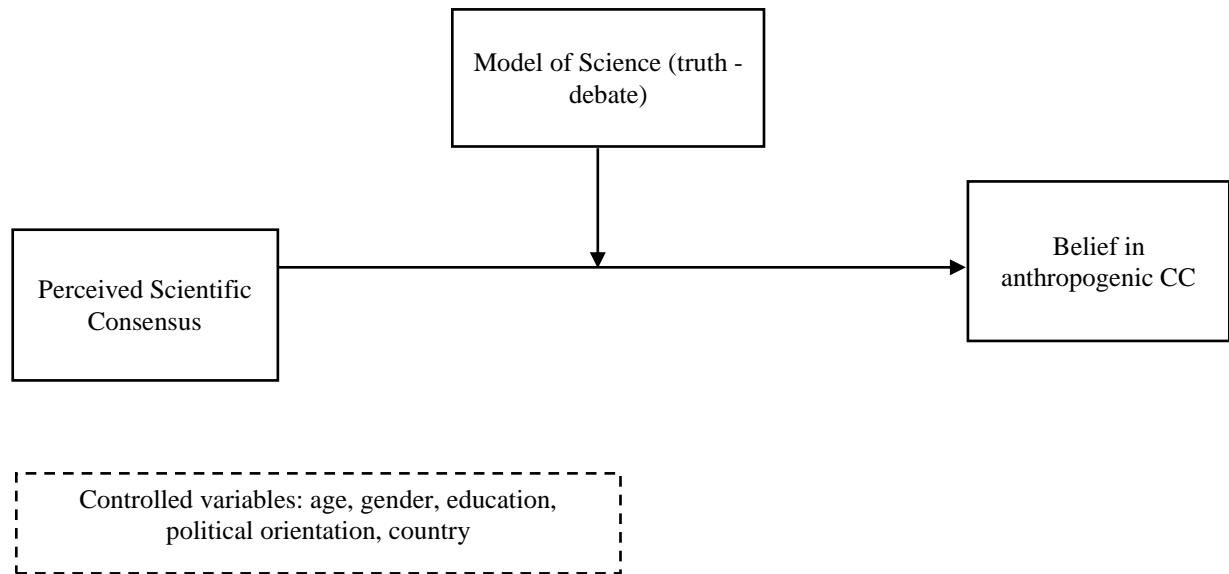 Model of Science (truth -
debate)
Belief in
anthropogenic CC
Perceived Scientific
Consensus
Controlled variables: age, gender, education,
political orientation, country